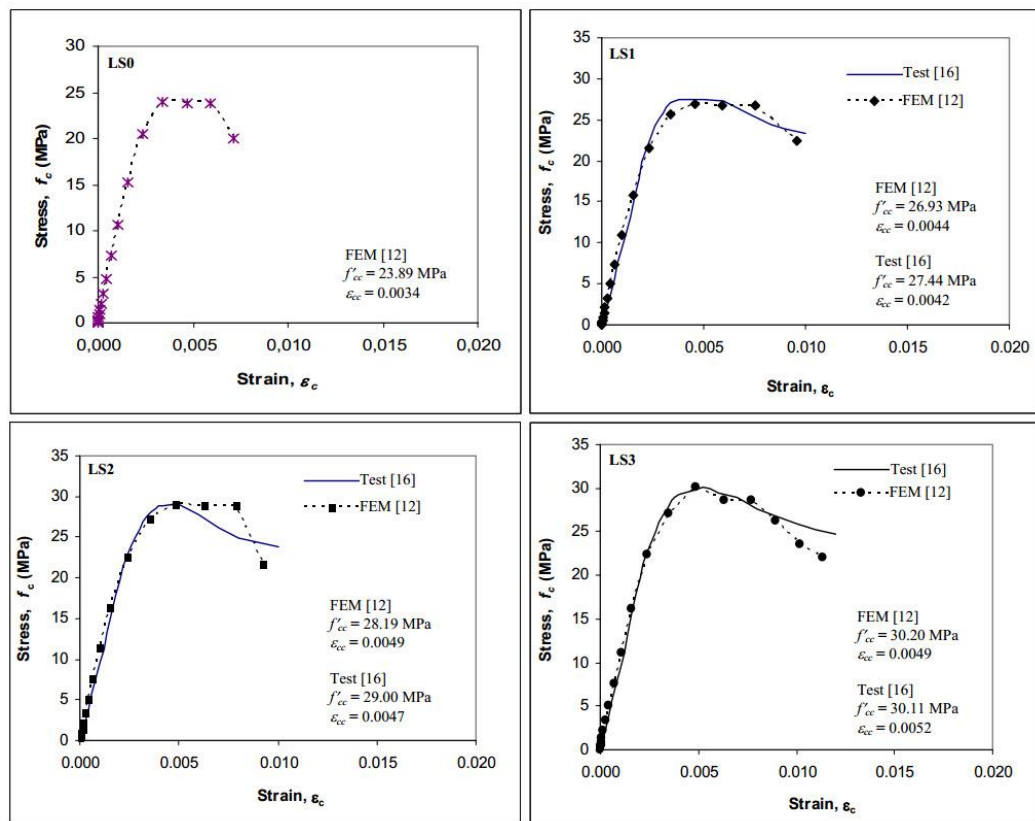 LS0
30
25
20
15
10
5
0
Stress, fc (MPa)
0,000
0,005
0,010
0,015
0,020
Strain, εc
FEM [12]
f'cc = 23.89 MPa
εcc = 0.0034
LS1
35
30
25
20
15
10
5
0
Stress, fc (MPa)
0.000
0.005
0.010
0.015
0.020
Strain, εc
Test [16]
FEM [12]
FEM [12]
f'cc = 26.93 MPa
εcc = 0.0044
Test [16]
f'cc = 27.44 MPa
εcc = 0.0042
LS2
35
30
25
20
15
10
5
0
Stress, fc (MPa)
0.000
0.005
0.010
0.015
0.020
Strain, εc
Test [16]
FEM [12]
FEM [12]
f'cc = 28.19 MPa
εcc = 0.0049
Test [16]
f'cc = 29.00 MPa
εcc = 0.0047
LS3
35
30
25
20
15
10
5
0
Stress, fc (MPa)
0.000
0.005
0.010
0.015
0.020
Strain, εc
Test [16]
FEM [12]
FEM [12]
f'cc = 30.20 MPa
εcc = 0.0049
Test [16]
f'cc = 30.11 MPa
εcc = 0.0052